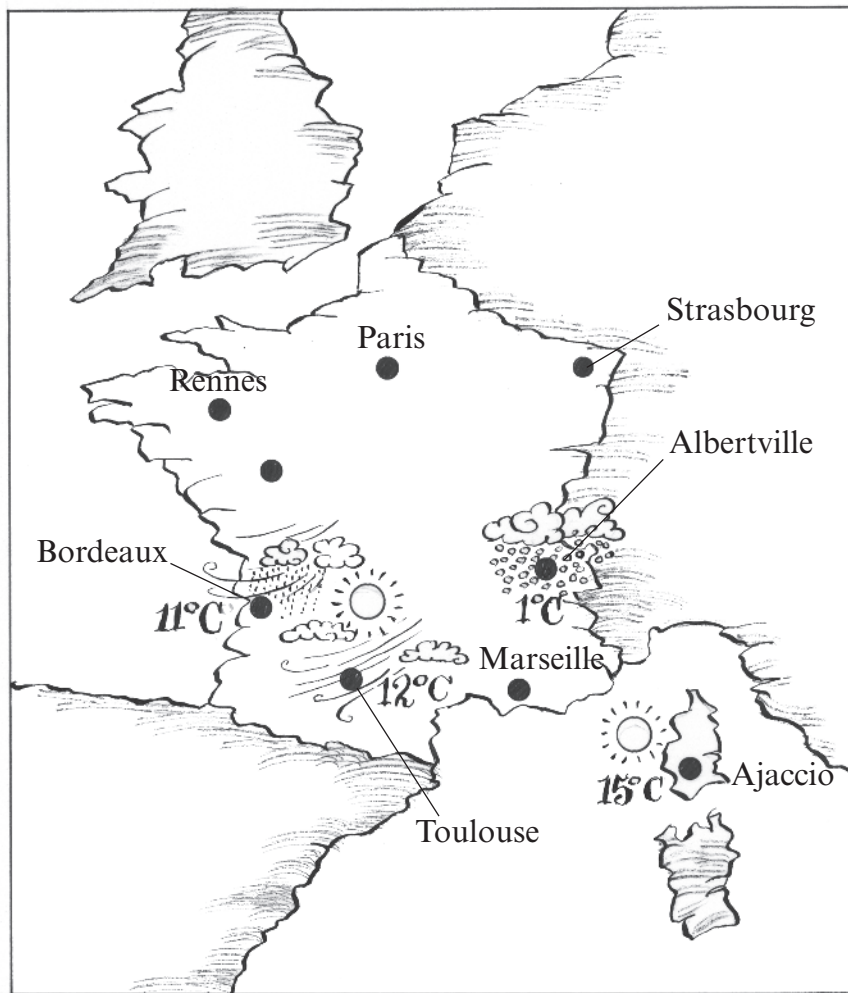 Strasbourg
Paris
Rennes
Albertville
Bordeaux
11°C
1°C
Marseille
12°C
Ajaccio
15°C
Toulouse